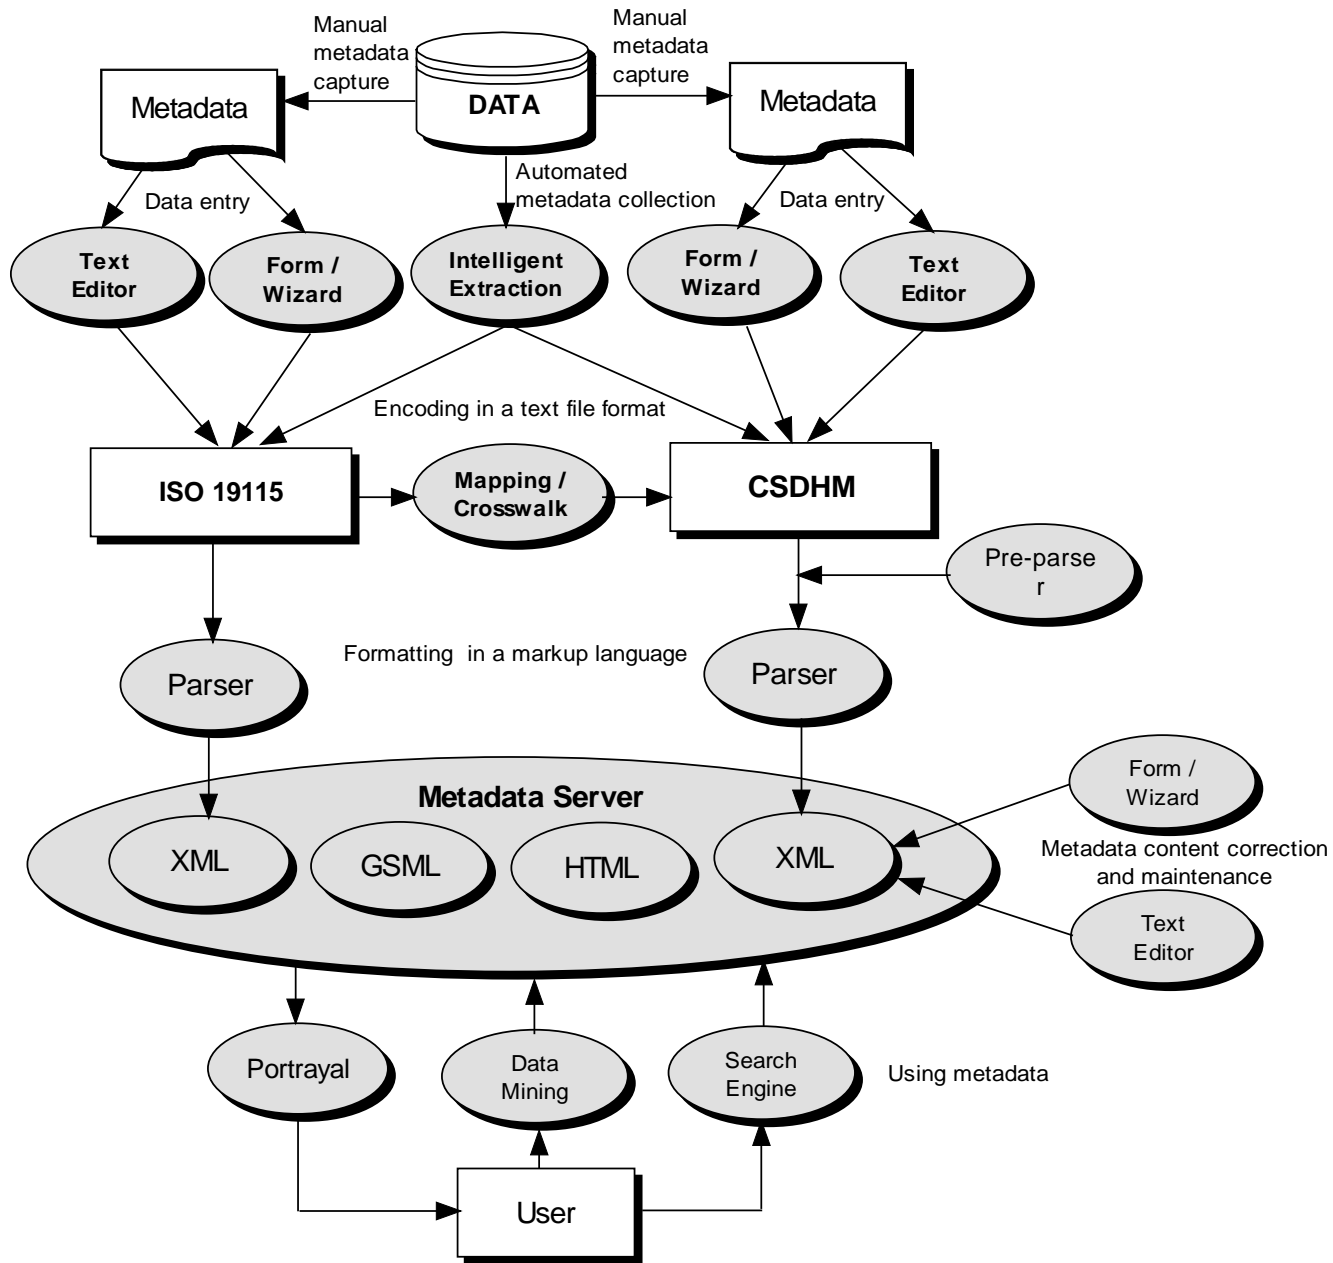 Manual
metadata
capture
Manual
metadata
capture
DATA
Metadata
Metadata
Automated
metadata collection
Data entry
Data entry
Text
Editor
Form /
Wizard
Intelligent
Extraction
Form /
Wizard
Text
Editor
Encoding in a text file format
ISO 19115
Mapping /
Crosswalk
CSDHM
Pre-parse
r
Parser
Formatting in a markup language
Parser
Metadata Server
XML
GSML
HTML
XML
Form /
Wizard
Metadata content correction
and maintenance
Text
Editor
Portrayal
Data
Mining
Search
Engine
Using metadata
User